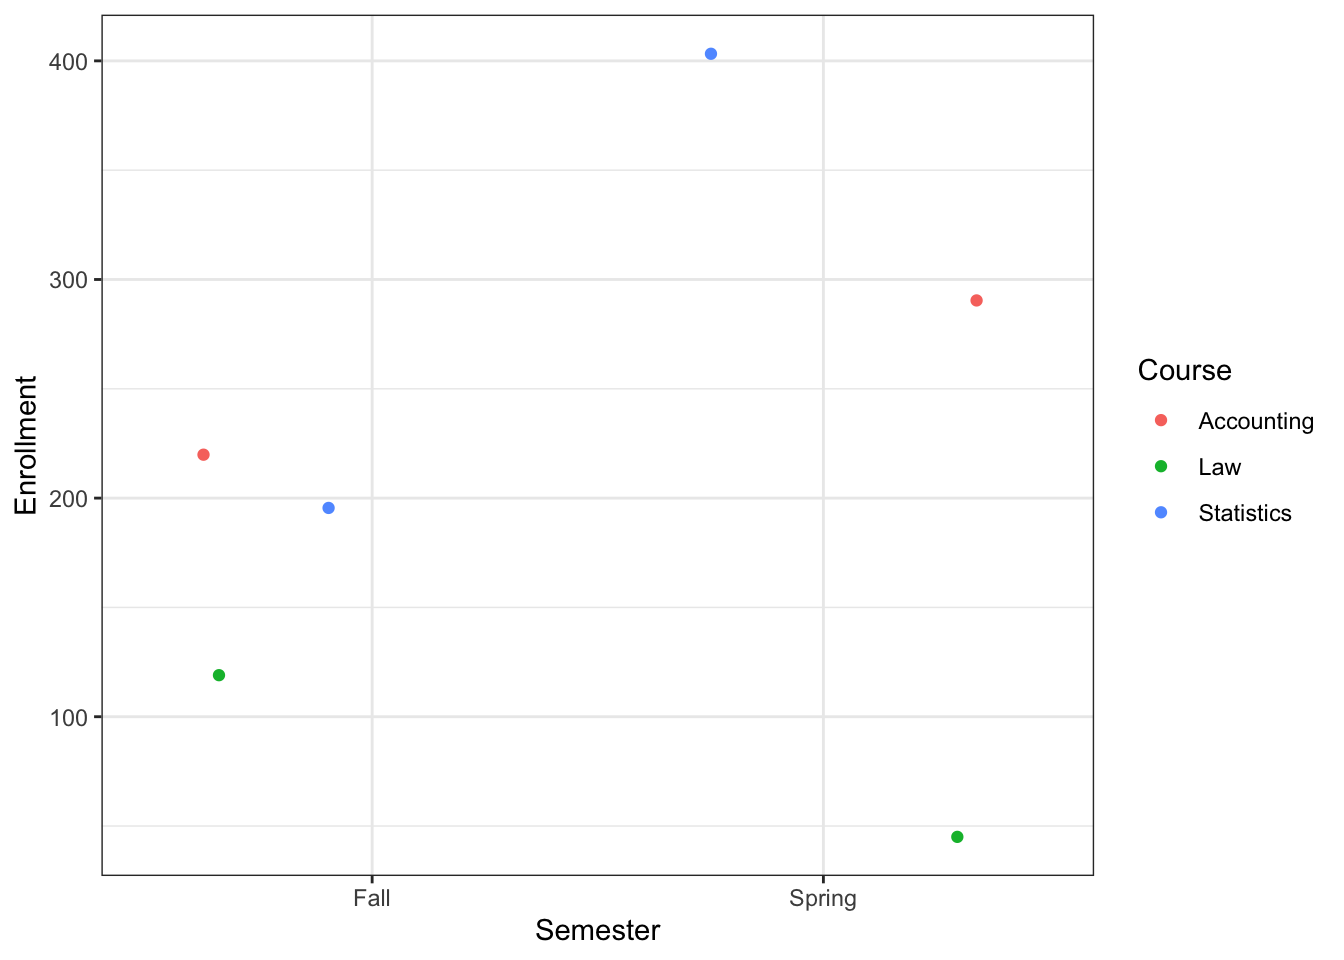 400
300
200
100
Enrollment
Fall
Spring
Semester
Course
Accounting
Law
Statistics